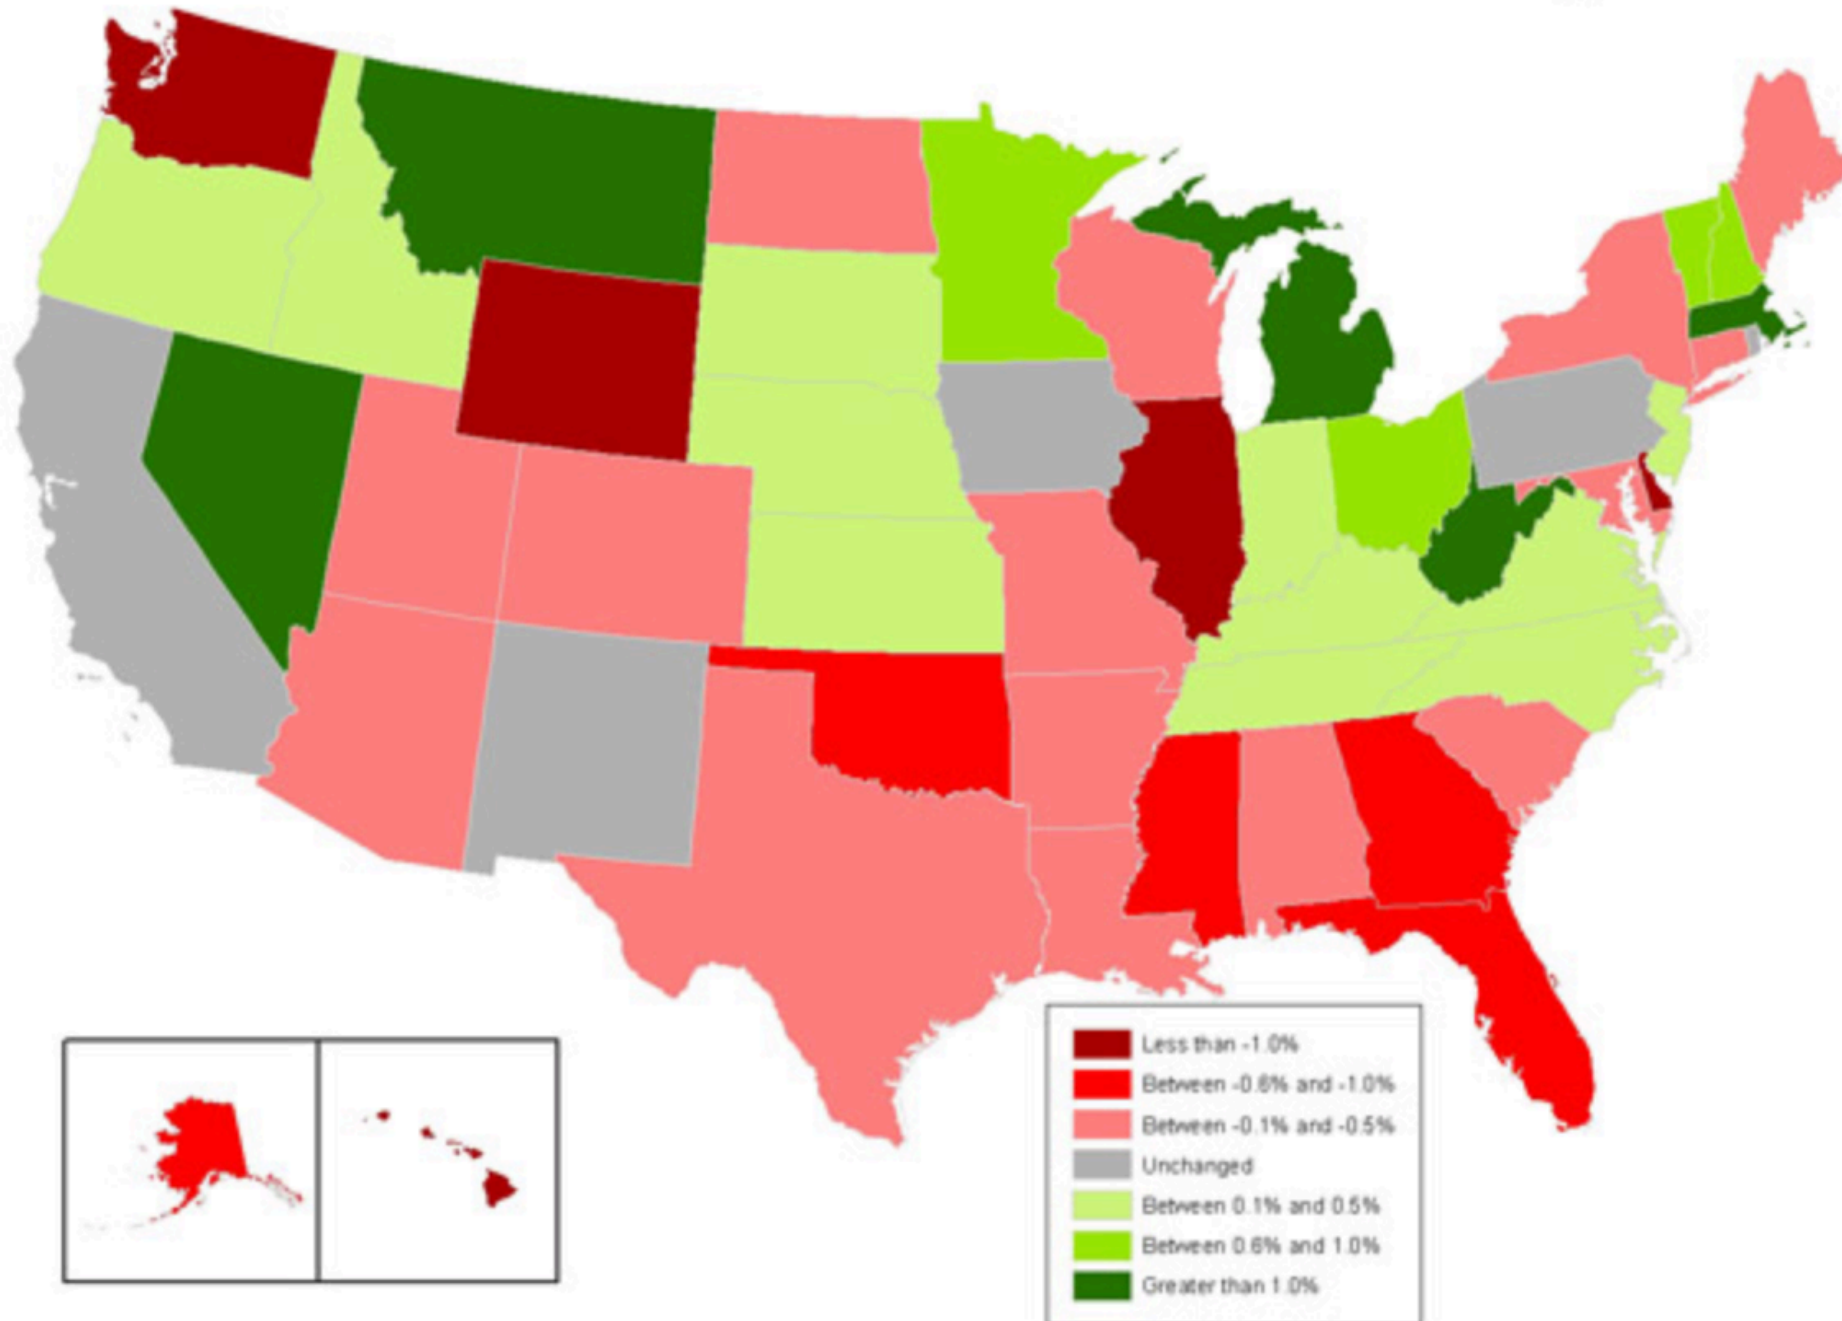 Less than -1.0%
Between -0.6% and -1.0%
Between -0.1% and -0.5%
Unchanged
Between 0.1% and 0.5%
Between 0.6% and 1.0%
Greater than 1.0%